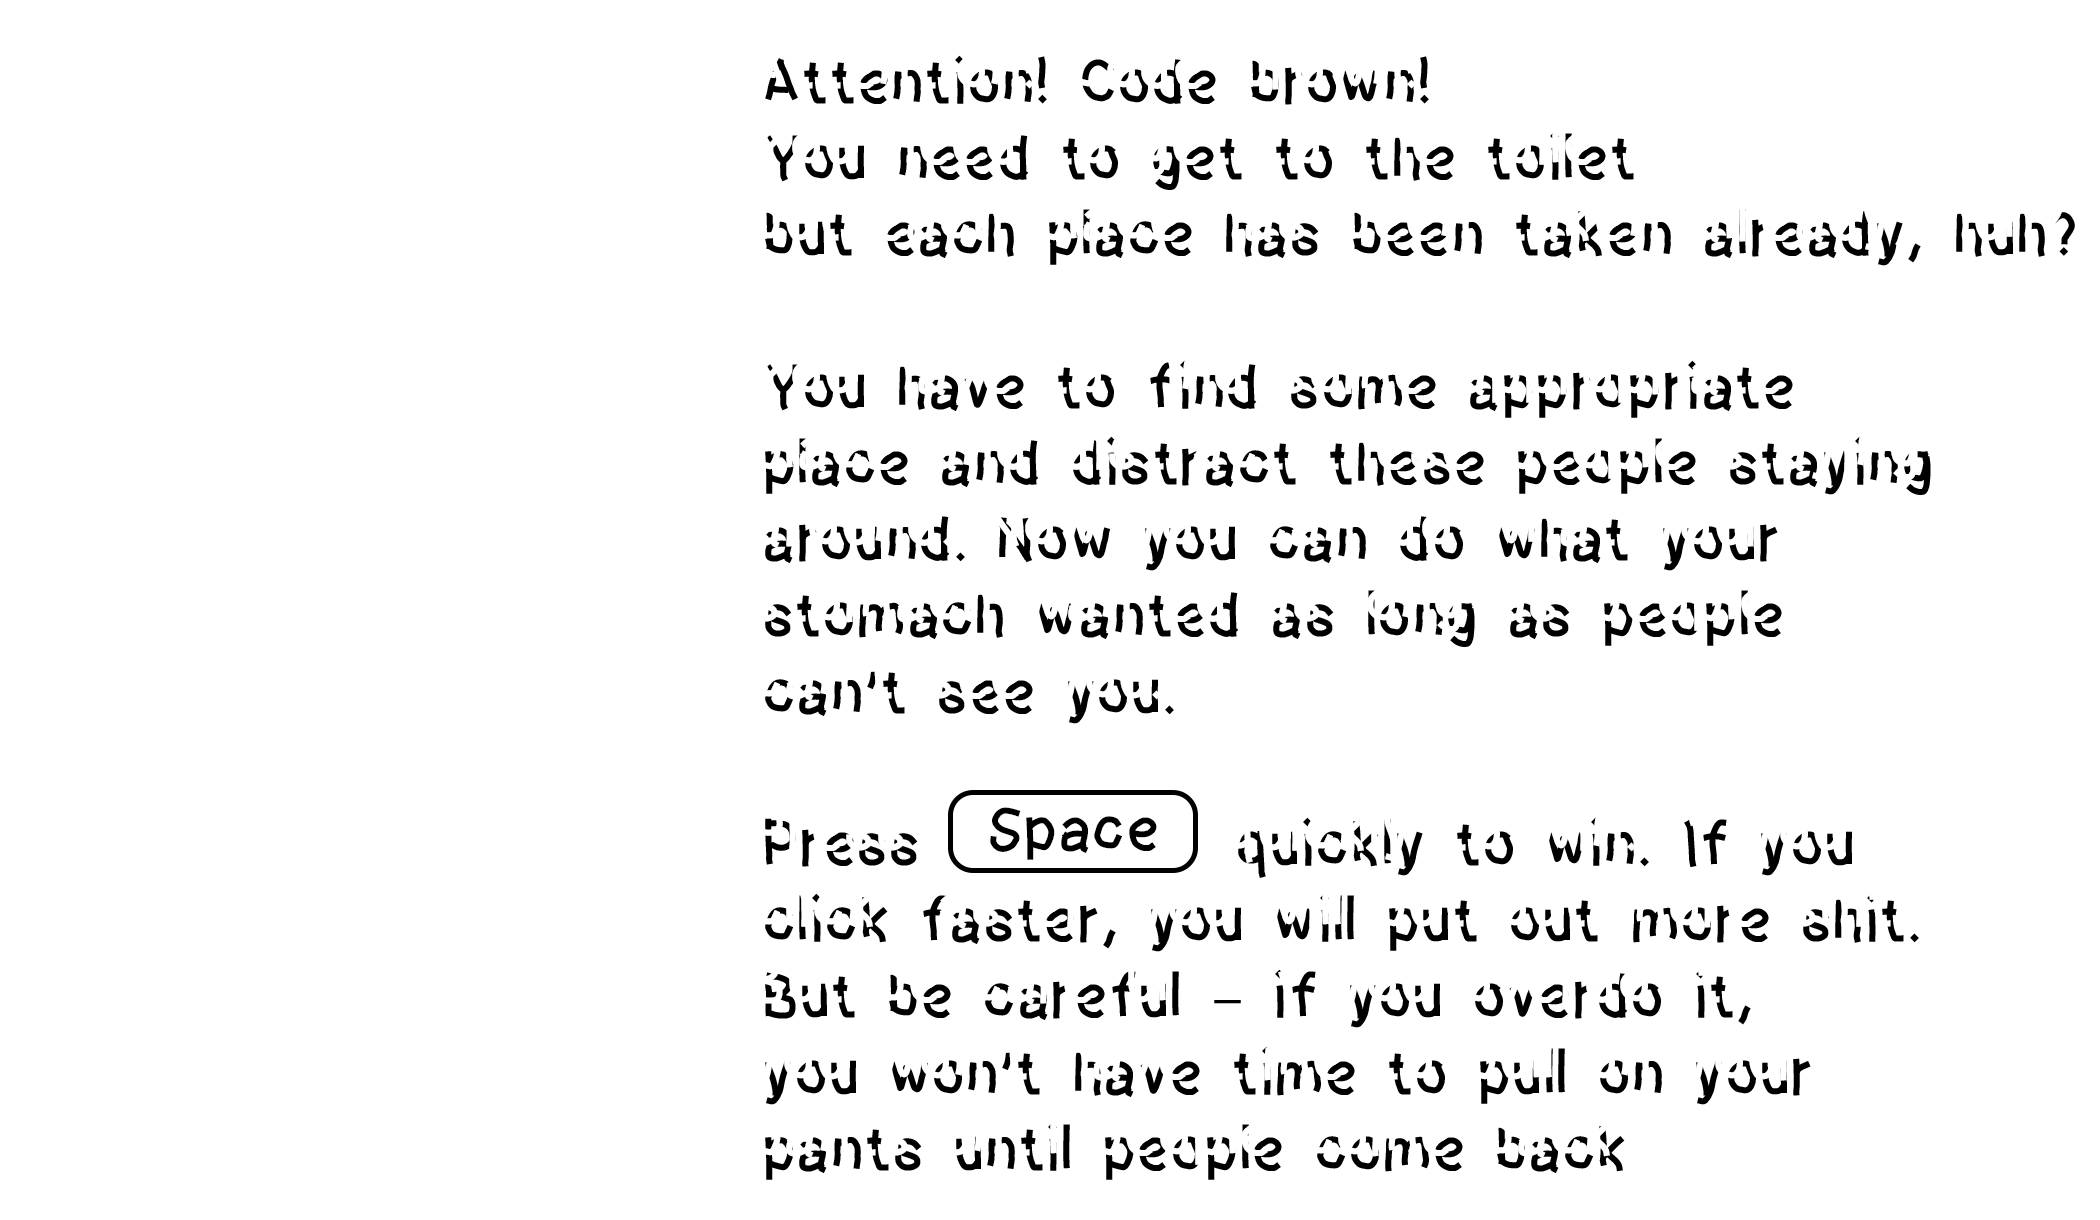 Attention! Code brown!
You need to get to the toilet
but each place has been taken already, huh?
You have to find some appropriate
place and distract these people staying
around. Now you can do what your
stomach wanted as long as people
can't see you.
Press Space quickly to win. If you
click faster, you will put out more shit.
But be careful – if you overdo it,
you won't have time to pull on your
pants until people come back